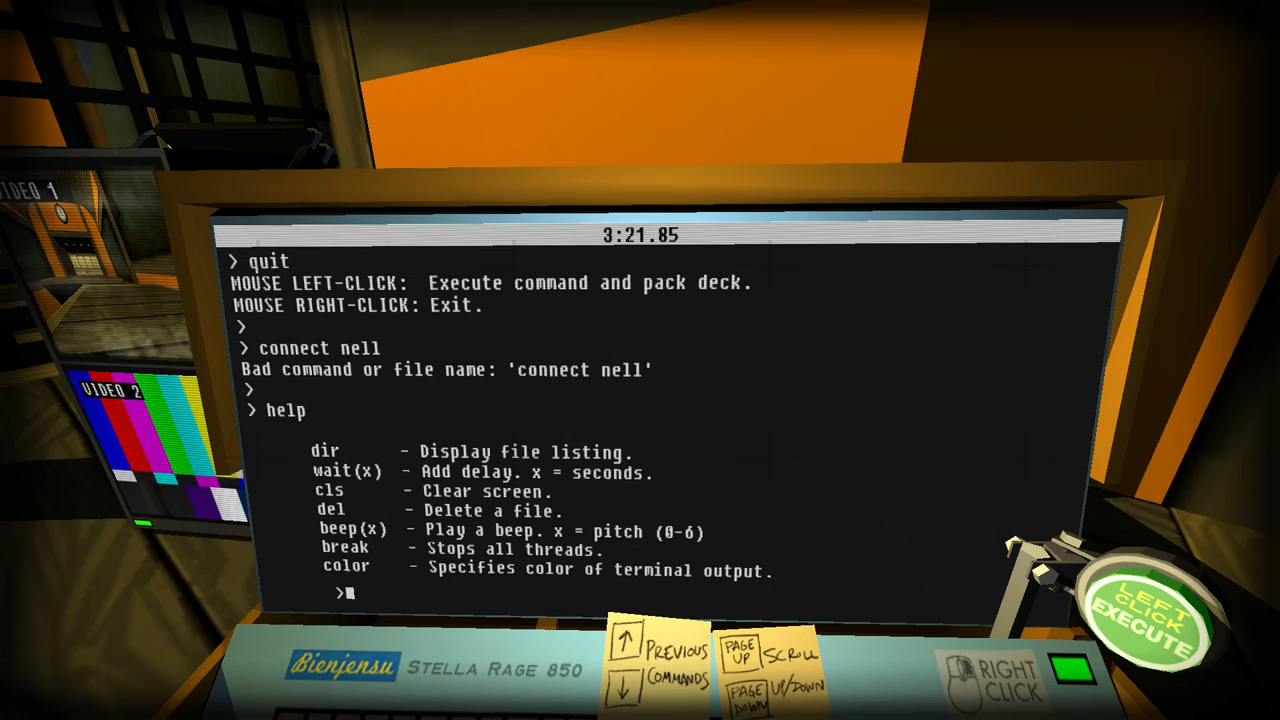 VIDEO 1
3:21.85
> quit
MOUSE LEFT-CLICK: Execute command and pack deck.
MOUSE RIGHT-CLICK: Exit.
>
> connect nell
Bad command or file name: 'connect nell'
>
> help
dir - Display file listing.
wait(x) - Add delay. x = seconds.
cls - Clear screen.
del - Delete a file.
beep(x) - Play a beep. x = pitch (0-6)
break - Stops all threads.
color - Specifies color of terminal output.
>
VIDEO 2
LEFT
CLICK
EXECUTE
Bienjensu STELLA RAGE 850
↑ PREVIOUS
↓ COMMANDS
PAGE
UP
SCROLL
PAGE
DOWN
UP/DOWN
RIGHT
CLICK